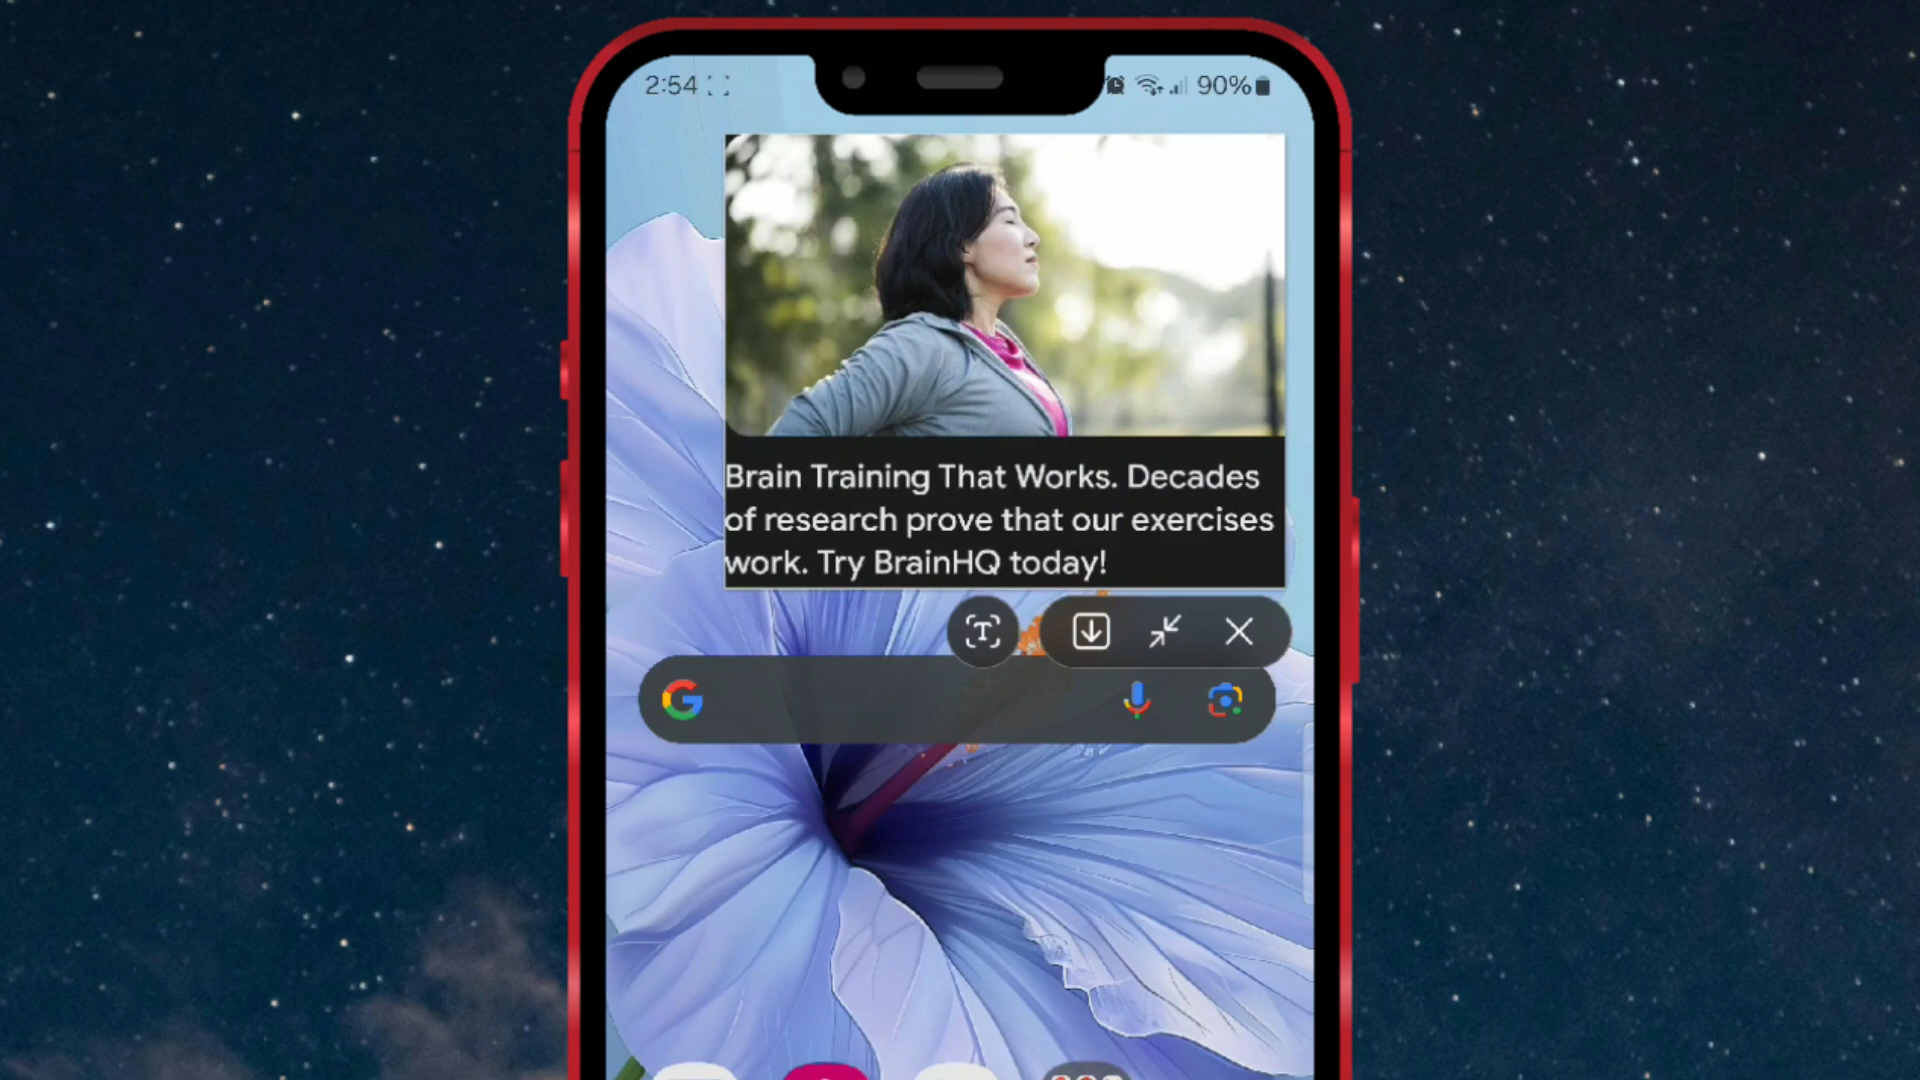 2:54
90%
Brain Training That Works. Decades
of research prove that our exercises
work. Try BrainHQ today!